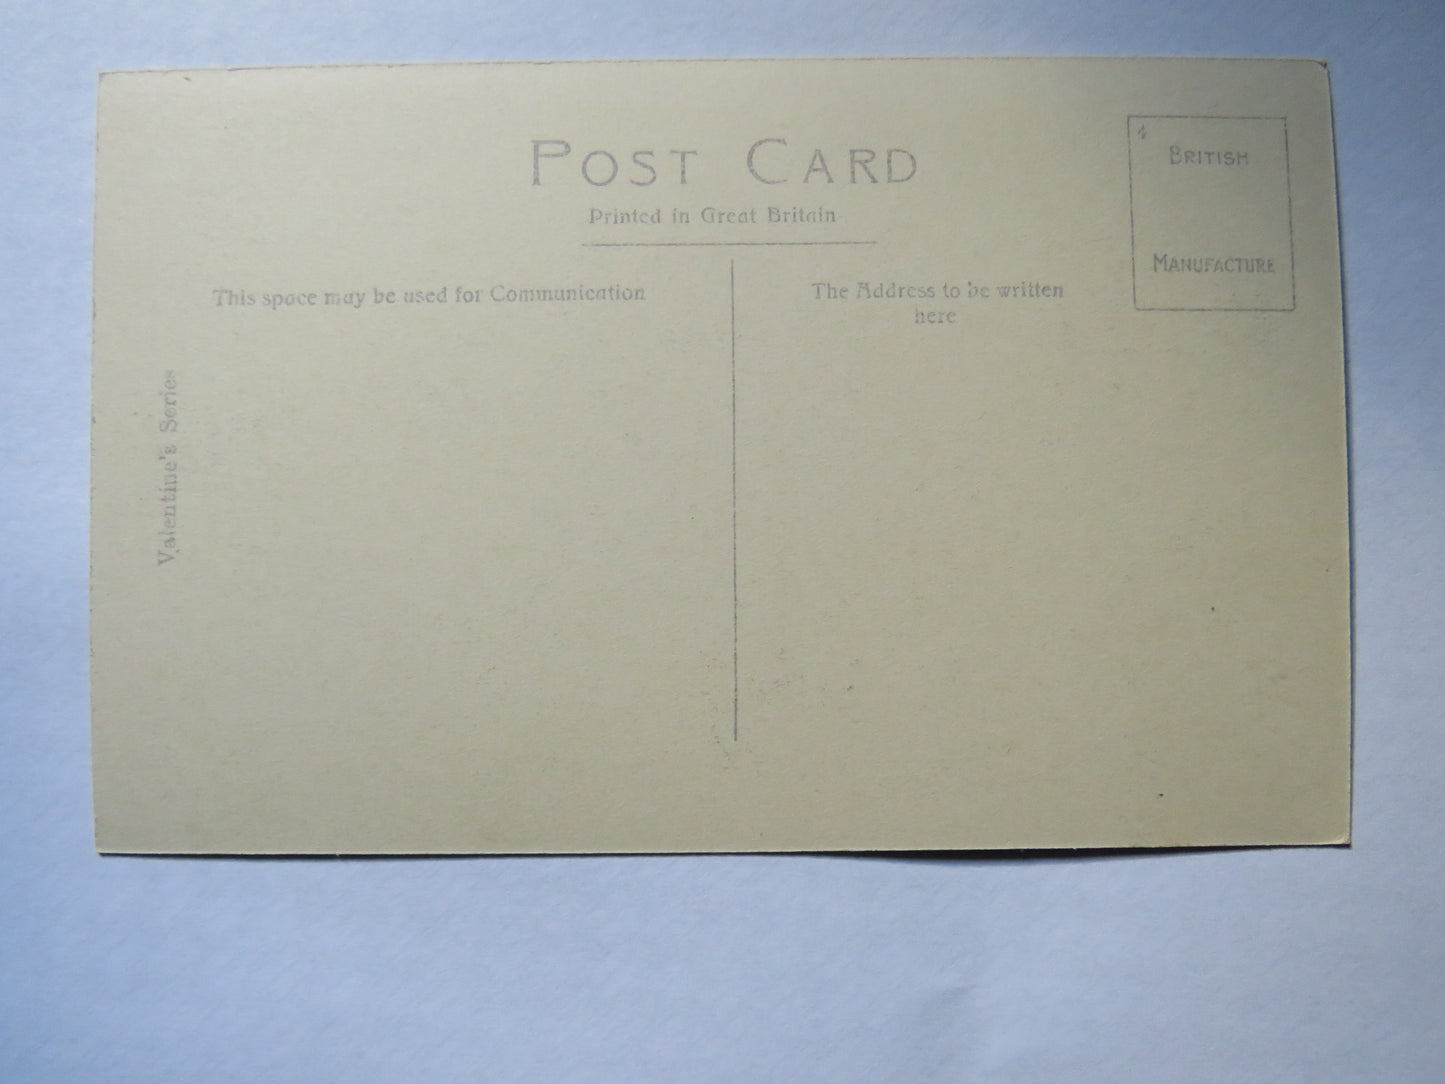 POST CARD
Printed in Great Britain
BRITISH
MANUFACTURE
This space may be used for Communication
The Address to be written
here
Valentine's Series